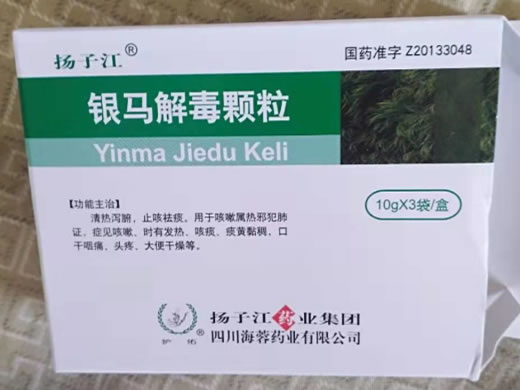 扬子江®
国药准字 Z20133048
银马解毒颗粒
Yinma Jiedu Keli
【功能主治】
清热泻腑，止咳祛痰。用于咳嗽属热邪犯肺
证，症见咳嗽、时有发热、咳痰，痰黄黏稠，口
干咽痛、头疼、大便干燥等。
10gX3袋/盒
护佑®
扬子江药业集团
四川海蓉药业有限公司